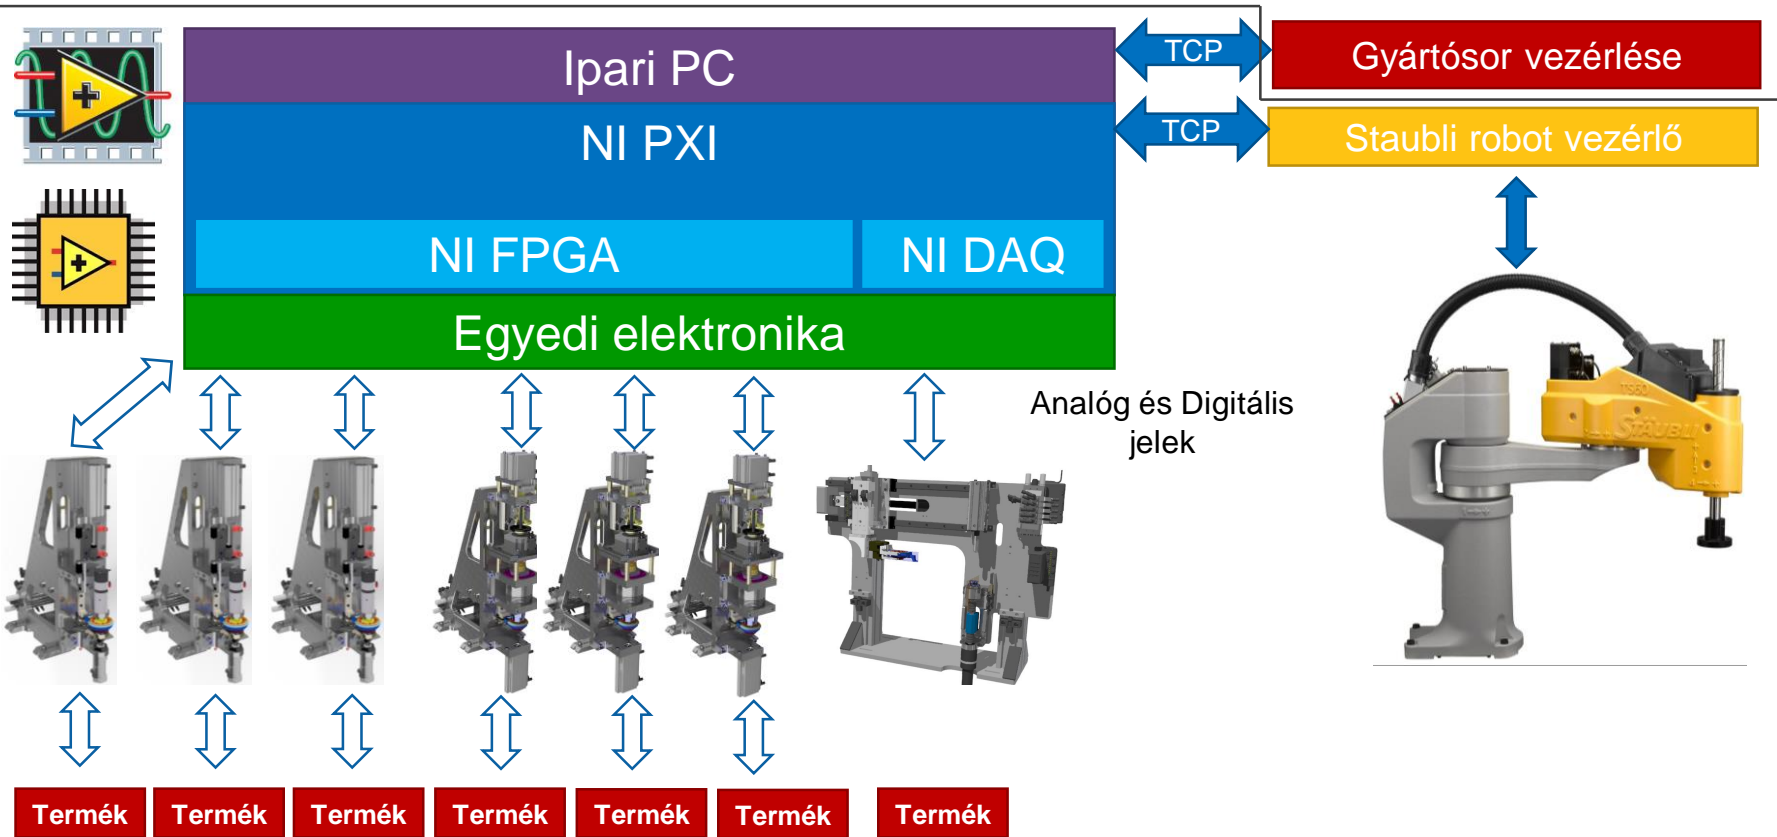 Ipari PC
TCP
Gyártósor vezérlése
NI PXI
TCP
Staubli robot vezérlő
NI FPGA
NI DAQ
Egyedi elektronika
Analóg és Digitális
jelek
STÄUBLI
Termék
Termék
Termék
Termék
Termék
Termék
Termék